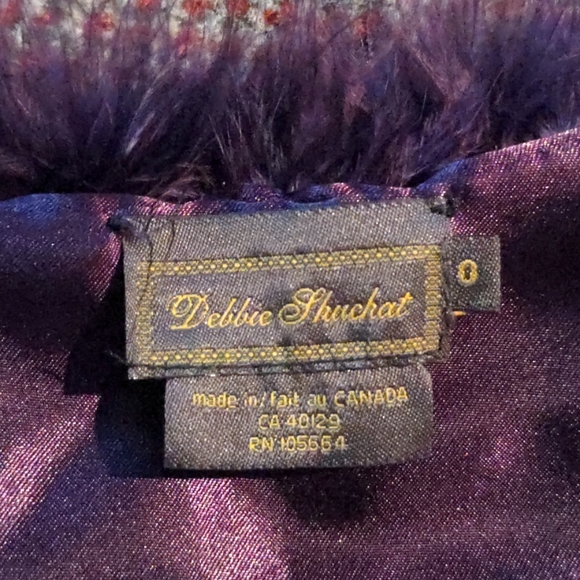 Debbie Shuchat
0
made in/fait au CANADA
CA 40129
RN 105664